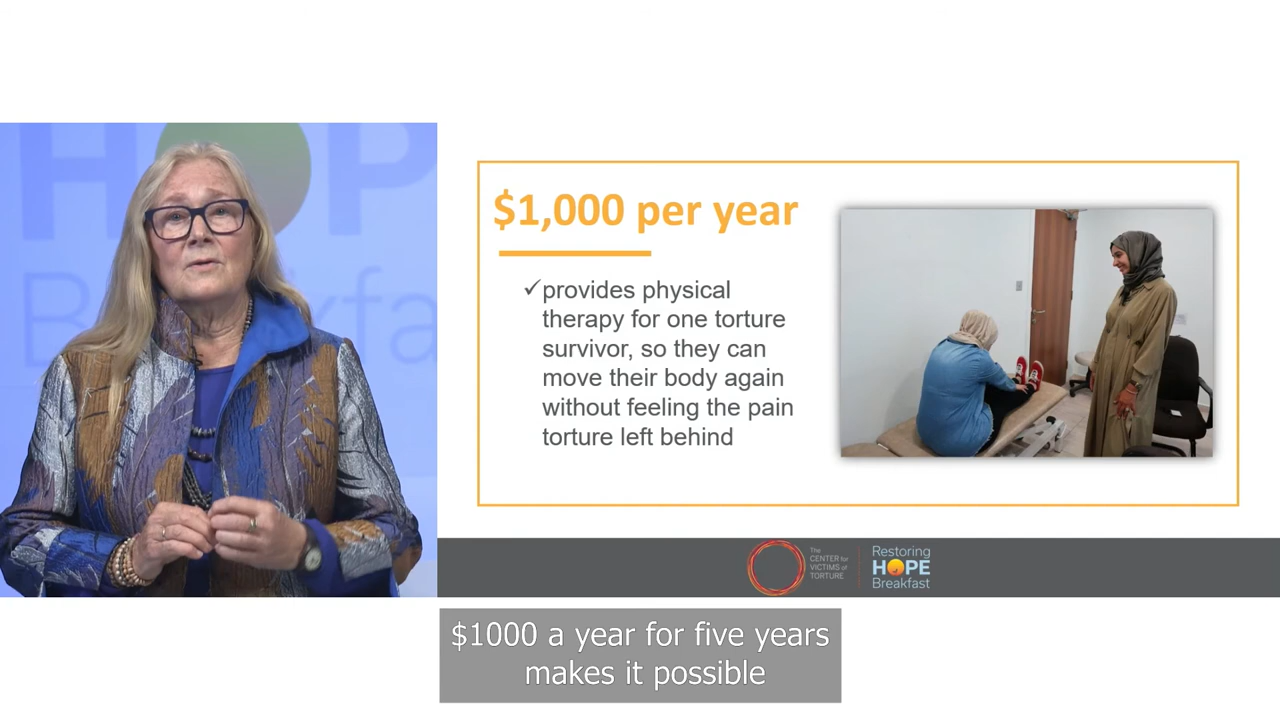 HOP
Breakfa
$1,000 per year
✓provides physical
therapy for one torture
survivor, so they can
move their body again
without feeling the pain
torture left behind
The
CENTER for
VICTIMS of
TORTURE
Restoring
HOPE
Breakfast
$1000 a year for five years
makes it possible